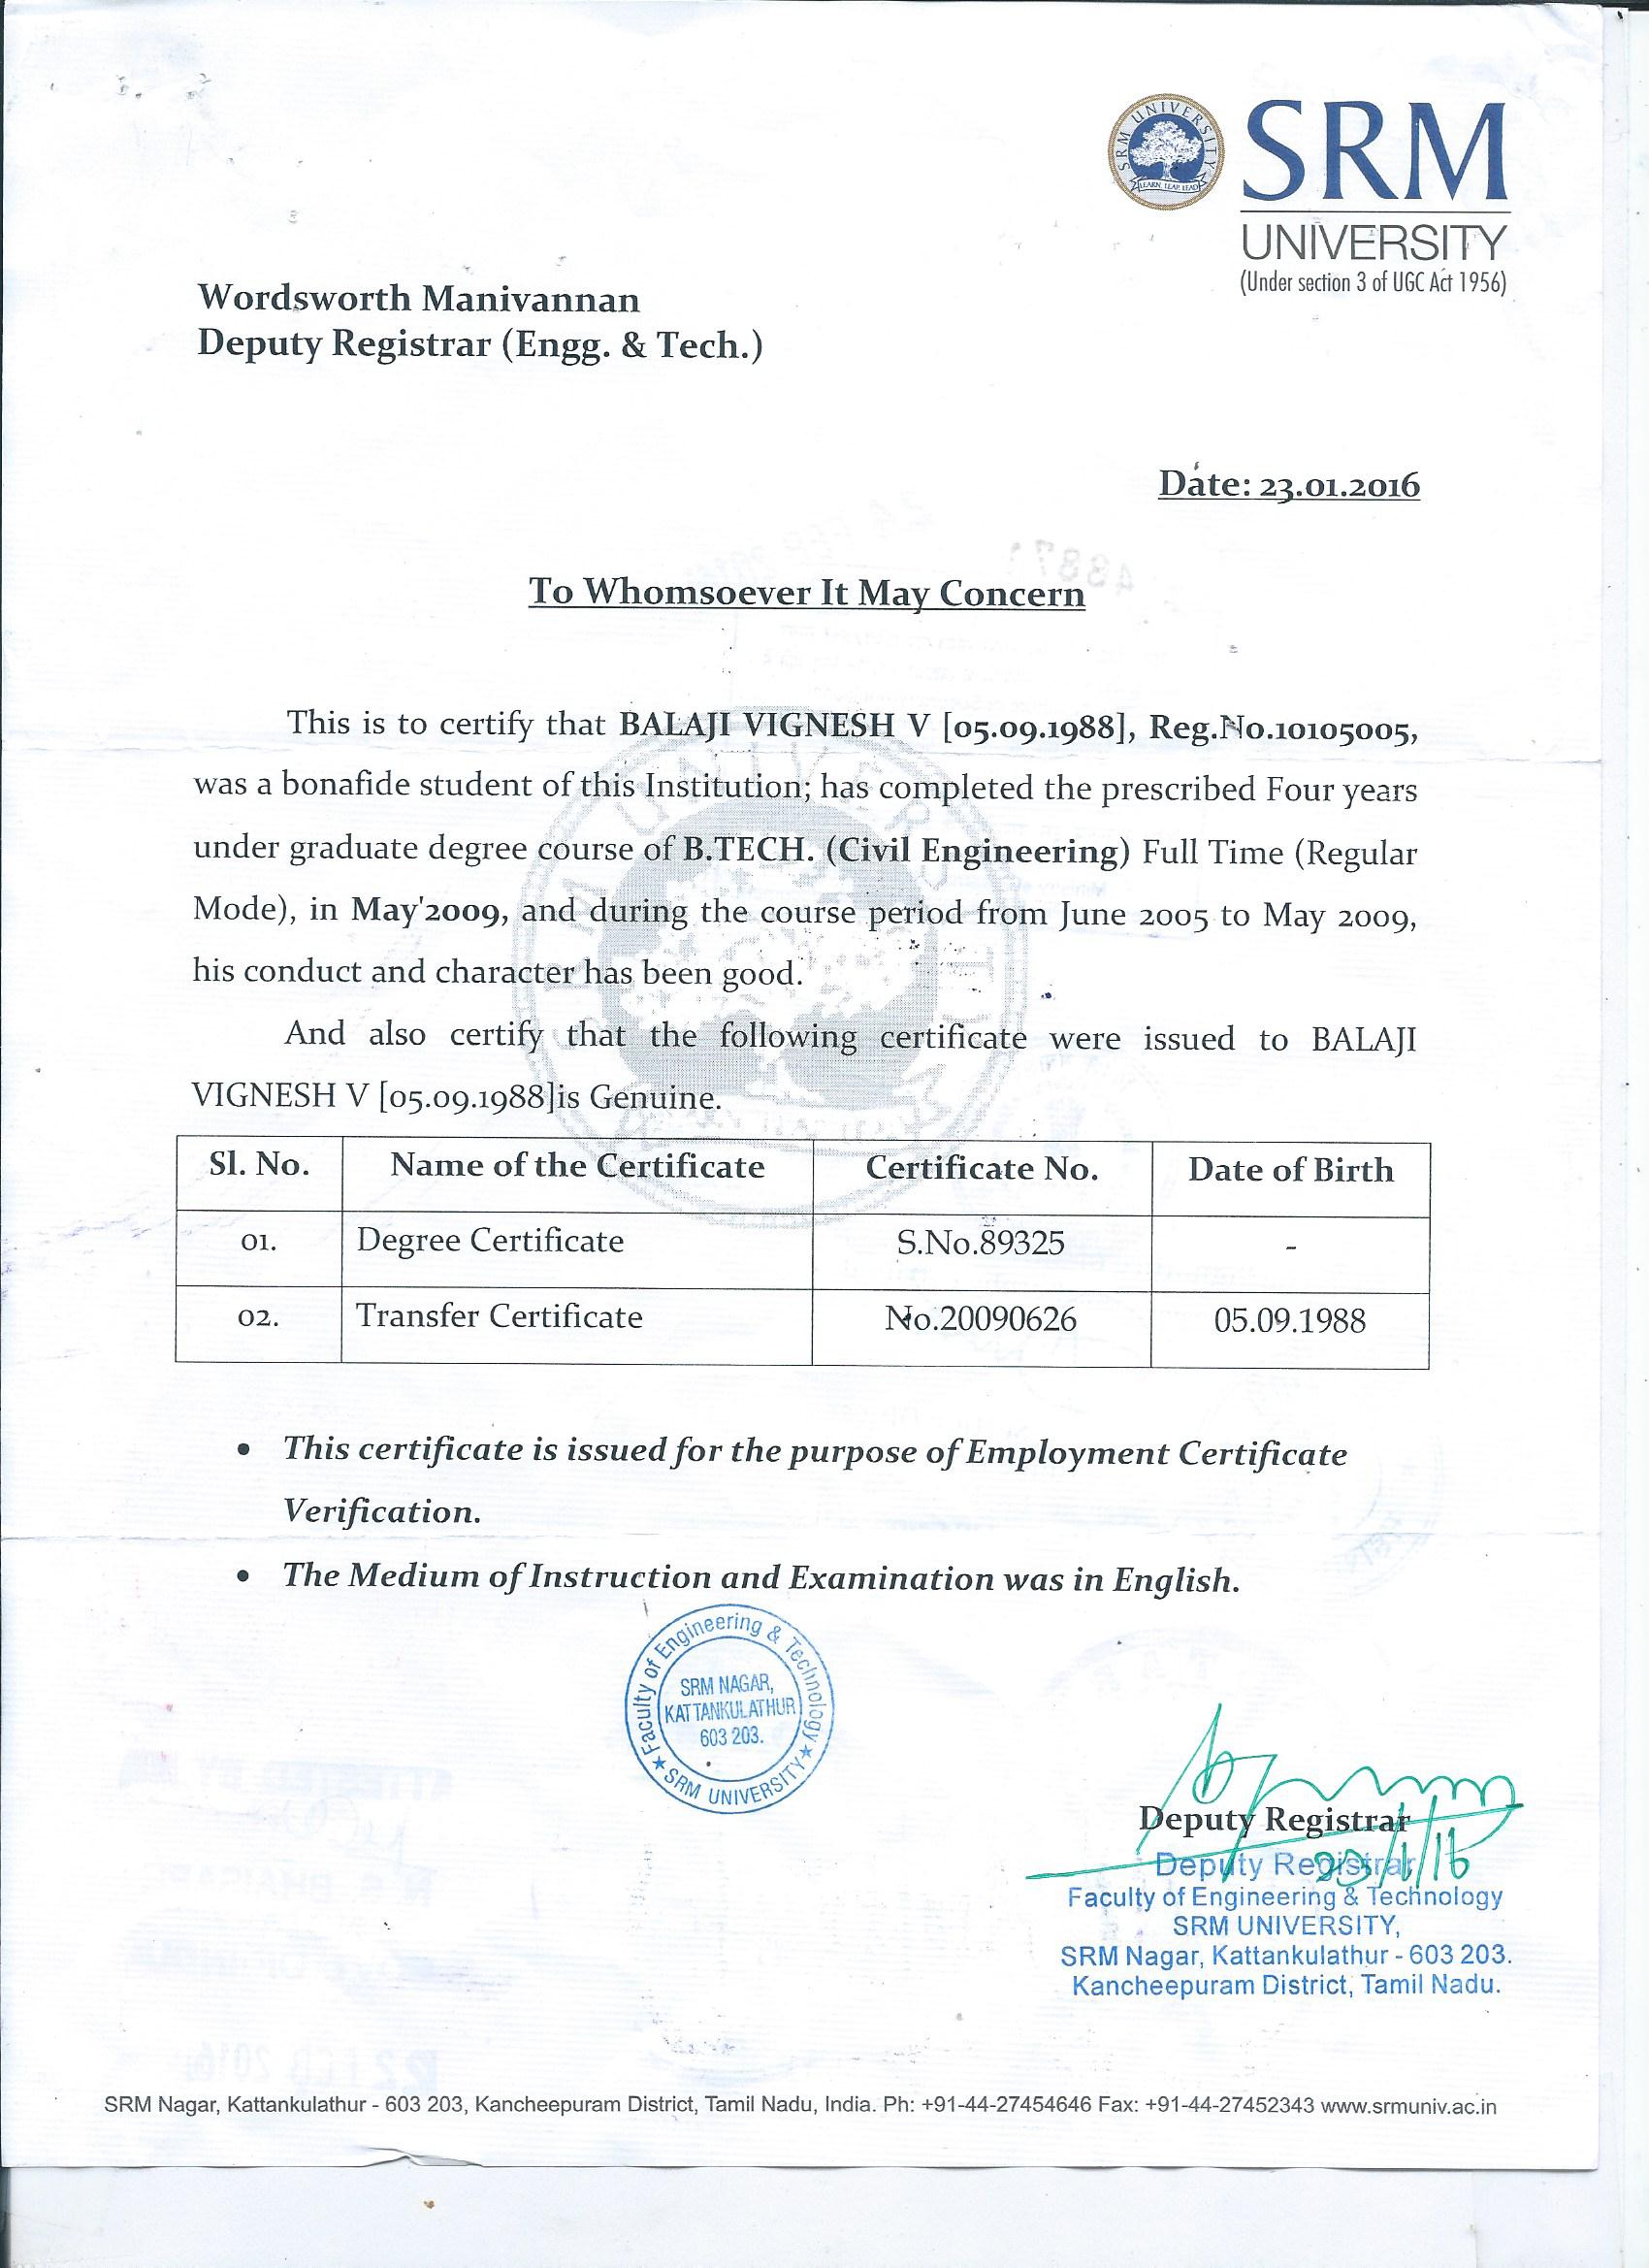 SRM UNIVERSITY
LEARN. LEAP. LEAD
SRM
UNIVERSITY
(Under section 3 of UGC Act 1956)
Wordsworth Manivannan
Deputy Registrar (Engg. & Tech.)
Date: 23.01.2016
48871
To Whomsoever It May Concern
This is to certify that BALAJI VIGNESH V [05.09.1988], Reg.No.10105005,
was a bonafide student of this Institution; has completed the prescribed Four years
under graduate degree course of B.TECH. (Civil Engineering) Full Time (Regular
Mode), in May'2009, and during the course period from June 2005 to May 2009,
his conduct and character has been good.
And also certify that the following certificate were issued to BALAJI
VIGNESH V [05.09.1988]is Genuine.
Sl. No. Name of the Certificate Certificate No. Date of Birth
01. Degree Certificate S.No.89325 -
02. Transfer Certificate No.20090626 05.09.1988
• This certificate is issued for the purpose of Employment Certificate
Verification.
• The Medium of Instruction and Examination was in English.
Faculty of Engineering & Technology
SRM NAGAR,
KATTANKULATHUR
603 203.
★ SRM UNIVERSITY ★
Deputy Registrar
23/1/16
Deputy Registrar
Faculty of Engineering & Technology
SRM UNIVERSITY,
SRM Nagar, Kattankulathur - 603 203.
Kancheepuram District, Tamil Nadu.
22 FEB 2016
SRM Nagar, Kattankulathur - 603 203, Kancheepuram District, Tamil Nadu, India. Ph: +91-44-27454646 Fax: +91-44-27452343 www.srmuniv.ac.in